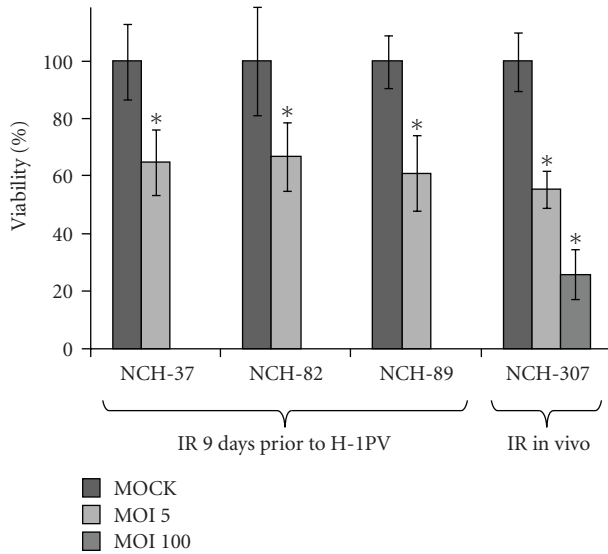 Viability (%)
100
80
60
40
20
0
* * * * *
NCH-37 NCH-82 NCH-89 NCH-307
IR 9 days prior to H-1PV IR in vivo
MOCK
MOI 5
MOI 100